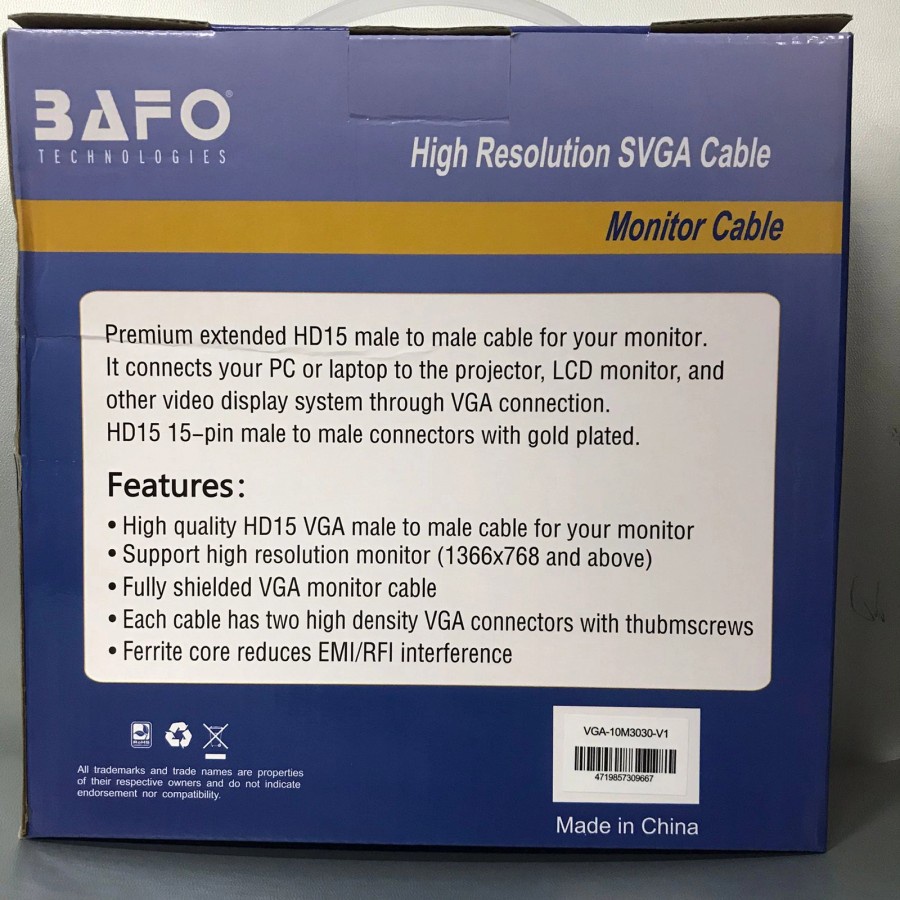 BAFO®
TECHNOLOGIES
High Resolution SVGA Cable
Monitor Cable
Premium extended HD15 male to male cable for your monitor.
It connects your PC or laptop to the projector, LCD monitor, and
other video display system through VGA connection.
HD15 15-pin male to male connectors with gold plated.
Features:
• High quality HD15 VGA male to male cable for your monitor
• Support high resolution monitor (1366x768 and above)
• Fully shielded VGA monitor cable
• Each cable has two high density VGA connectors with thubmscrews
• Ferrite core reduces EMI/RFI interference
RoHS
All trademarks and trade names are properties
of their respective owners and do not indicate
endorsement nor compatibility.
VGA-10M3030-V1
4719857309667
Made in China